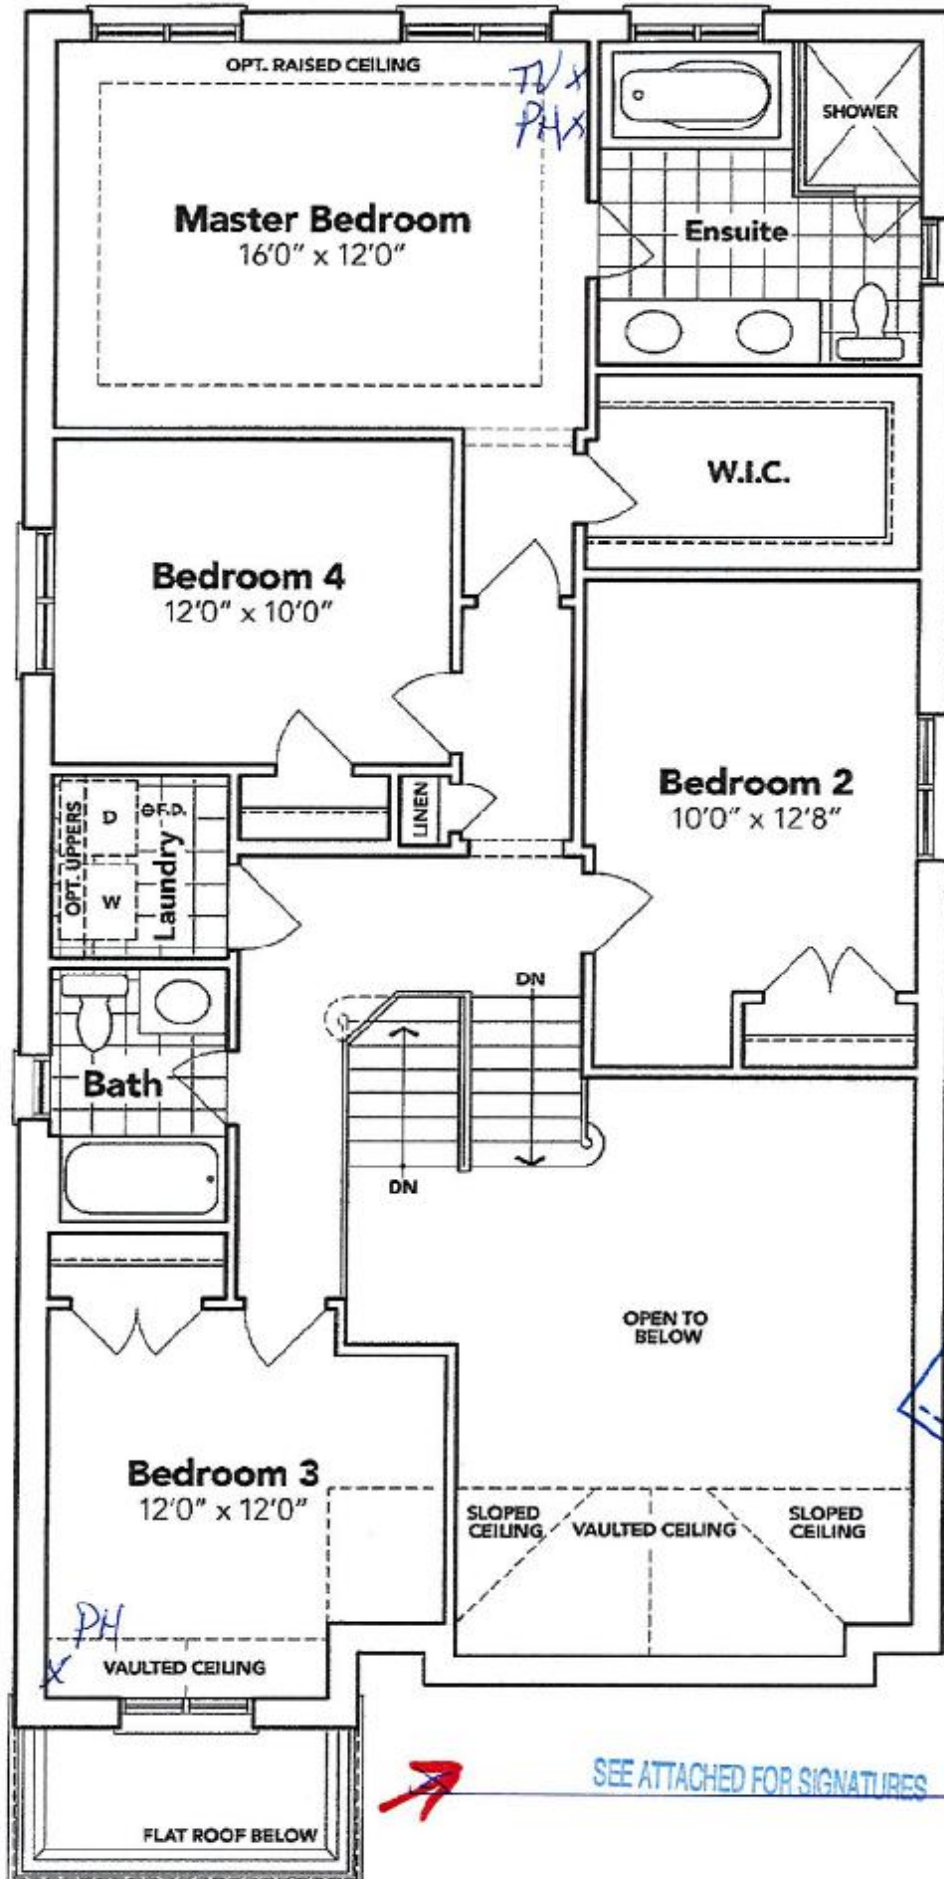 OPT. RAISED CEILING
TV x
PH x
SHOWER
Master Bedroom
16'0" x 12'0"
Ensuite
W.I.C.
Bedroom 4
12'0" x 10'0"
Bedroom 2
10'0" x 12'8"
OPT. UPPERS
D
F.D.
W
Laundry
LINEN
DN
Bath
DN
OPEN TO
BELOW
Bedroom 3
12'0" x 12'0"
SLOPED
CEILING
VAULTED CEILING
SLOPED
CEILING
PH
X
VAULTED CEILING
SEE ATTACHED FOR SIGNATURES
FLAT ROOF BELOW